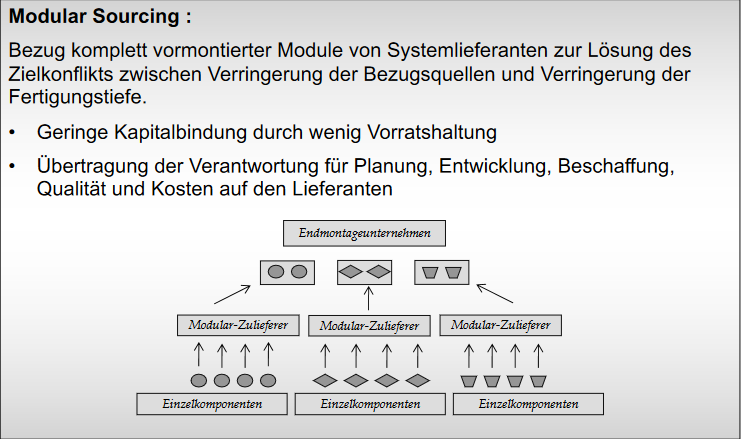 Modular Sourcing :
Bezug komplett vormontierter Module von Systemlieferanten zur Lösung des
Zielkonflikts zwischen Verringerung der Bezugsquellen und Verringerung der
Fertigungstiefe.
• Geringe Kapitalbindung durch wenig Vorratshaltung
• Übertragung der Verantwortung für Planung, Entwicklung, Beschaffung,
Qualität und Kosten auf den Lieferanten
Endmontageunternehmen
Modular-Zulieferer Modular-Zulieferer Modular-Zulieferer
Einzelkomponenten Einzelkomponenten Einzelkomponenten